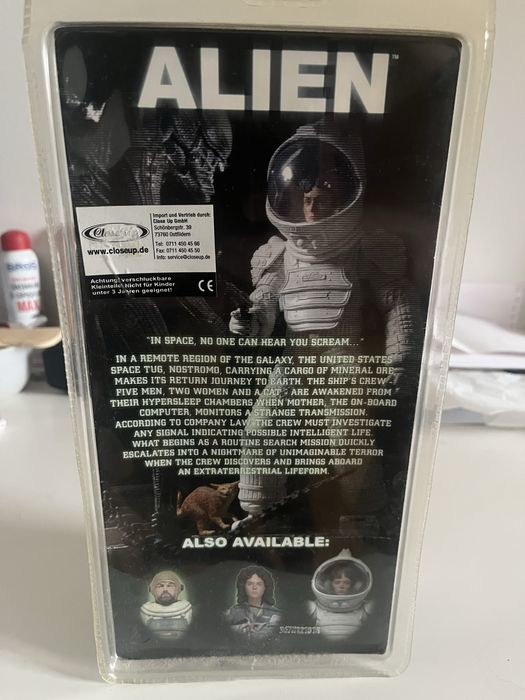 ALIEN™
Close Up
www.closeup.de
Import und Vertrieb durch:
Close Up GmbH
Schönbergstr. 39
73760 Ostfildern
Tel: 0711 450 45 66
Fax: 0711 450 45 50
Info: service@closeup.de
Achtung! verschluckbare
Kleinteile! Nicht für Kinder
unter 3 Jahren geeignet!
CE
"IN SPACE, NO ONE CAN HEAR YOU SCREAM..."
IN A REMOTE REGION OF THE GALAXY, THE UNITED STATES
SPACE TUG, NOSTROMO, CARRYING A CARGO OF MINERAL ORE
MAKES ITS RETURN JOURNEY TO EARTH. THE SHIP'S CREW -
FIVE MEN, TWO WOMEN AND A CAT - ARE AWAKENED FROM
THEIR HYPERSLEEP CHAMBERS WHEN MOTHER, THE ON-BOARD
COMPUTER, MONITORS A STRANGE TRANSMISSION.
ACCORDING TO COMPANY LAW, THE CREW MUST INVESTIGATE
ANY SIGNAL INDICATING POSSIBLE INTELLIGENT LIFE.
WHAT BEGINS AS A ROUTINE SEARCH MISSION QUICKLY
ESCALATES INTO A NIGHTMARE OF UNIMAGINABLE TERROR
WHEN THE CREW DISCOVERS AND BRINGS ABOARD
AN EXTRATERRESTRIAL LIFEFORM.
ALSO AVAILABLE:
MAX